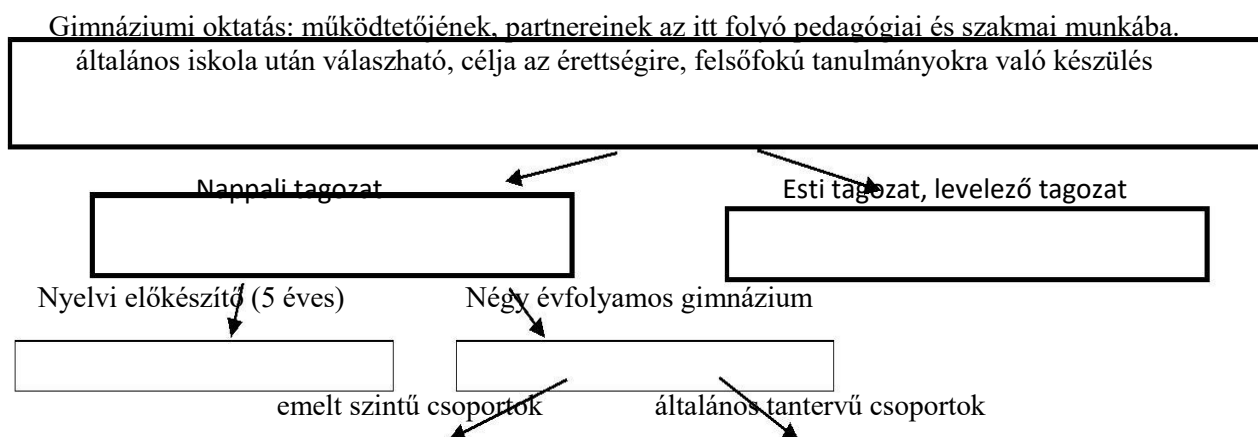 Gimnáziumi oktatás: működtetőjének, partnereinek az itt folyó pedagógiai és szakmai munkába.
általános iskola után válaszható, célja az érettségire, felsőfokú tanulmányokra való készülés
Nappali tagozat
Esti tagozat, levelező tagozat
Nyelvi előkészítő (5 éves)
Négy évfolyamos gimnázium
emelt szintű csoportok
általános tantervű csoportok